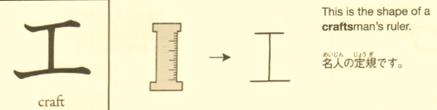 工
craft
This is the shape of a
craftsman's ruler.
めいじん じょうぎ
名人の定規です。